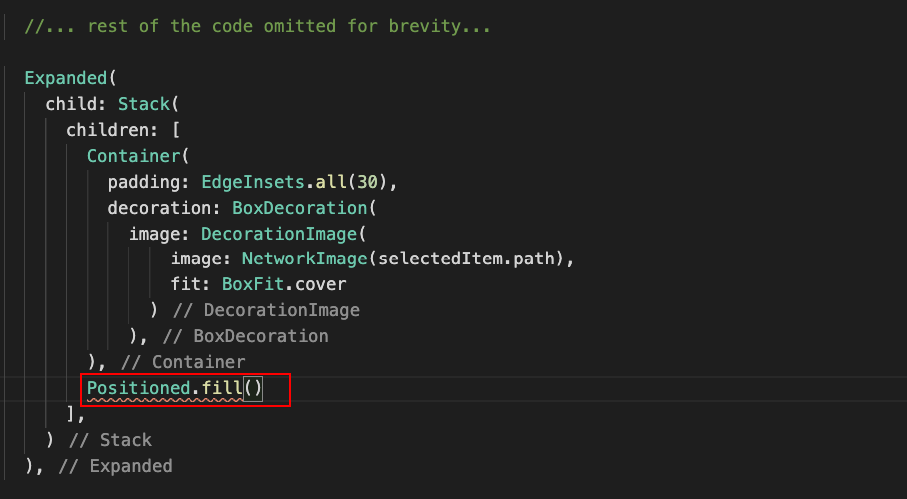 //... rest of the code omitted for brevity...
Expanded(
child: Stack(
children: [
Container(
padding: EdgeInsets.all(30),
decoration: BoxDecoration(
image: DecorationImage(
image: NetworkImage(selectedItem.path),
fit: BoxFit.cover
) // DecorationImage
), // BoxDecoration
), // Container
Positioned.fill()
],
) // Stack
), // Expanded